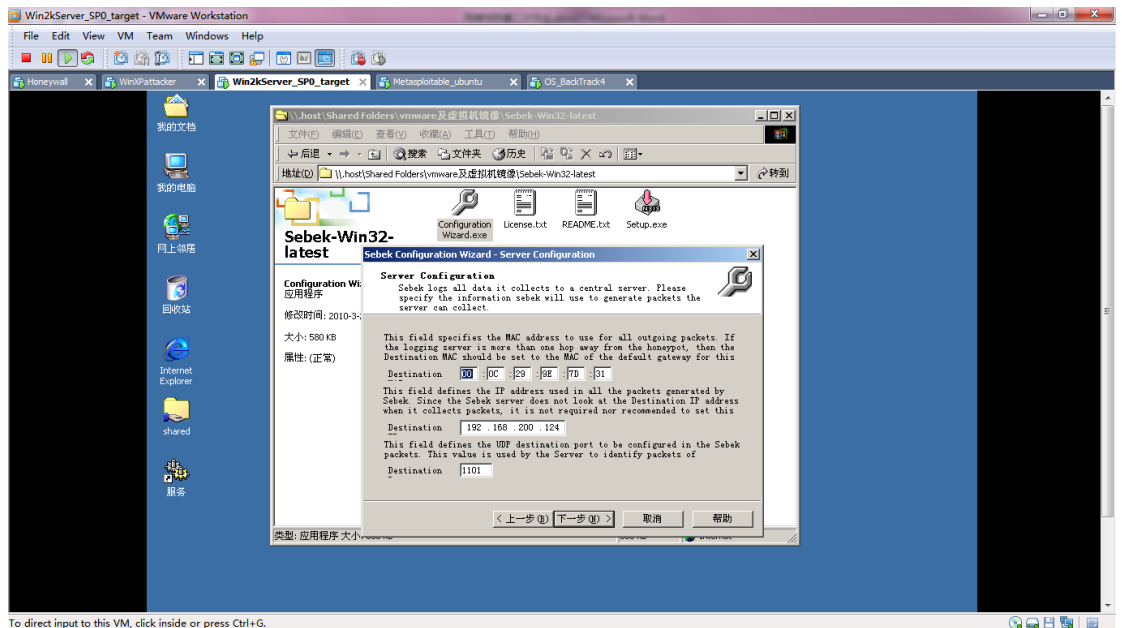 Win2kServer_SP0_target - VMware Workstation
File Edit View VM Team Windows Help
Honeywall WinXPattacker Win2kServer_SP0_target Metasploitable_ubuntu OS_BackTrack4
我的文档
我的电脑
网上邻居
回收站
Internet
Explorer
shared
服务
\\.host\Shared Folders\vmware及虚拟机镜像\Sebek-Win32-latest
文件(F) 编辑(E) 查看(V) 收藏(A) 工具(T) 帮助(H)
后退 搜索 文件夹 历史
地址(D) \\.host\Shared Folders\vmware及虚拟机镜像\Sebek-Win32-latest 转到
Sebek-Win32-
latest
Configuration Wi
应用程序
修改时间: 2010-3-
大小: 580 KB
属性: (正常)
Configuration
Wizard.exe
License.txt
README.txt
Setup.exe
Sebek Configuration Wizard - Server Configuration
Server Configuration
Sebek logs all data it collects to a central server. Please
specify the information sebek will use to generate packets the
server can collect.
This field specifies the MAC address to use for all outgoing packets. If
the logging server is more than one hop away from the honeypot, then the
Destination MAC should be set to the MAC of the default gateway for this
Destination 00 :0C :29 :9E :7D :31
This field defines the IP address used in all the packets generated by
Sebek. Since the Sebek server does not look at the Destination IP address
when it collects packets, it is not required nor recommended to set this
Destination 192 . 168 . 200 . 124
This field defines the UDP destination port to be configured in the Sebek
packets. This value is used by the Server to identify packets of
Destination 1101
< 上一步(B) 下一步(N) > 取消 帮助
类型: 应用程序 大小
To direct input to this VM, click inside or press Ctrl+G.